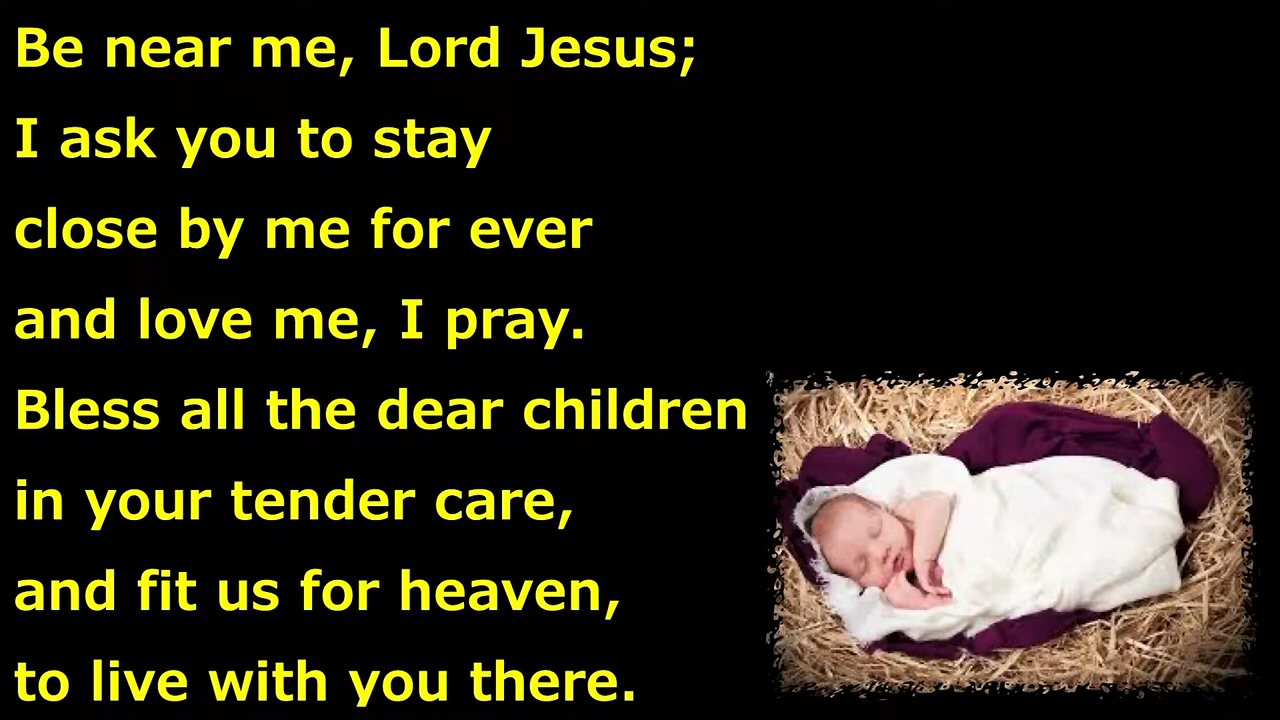 Be near me, Lord Jesus;
I ask you to stay
close by me for ever
and love me, I pray.
Bless all the dear children
in your tender care,
and fit us for heaven,
to live with you there.